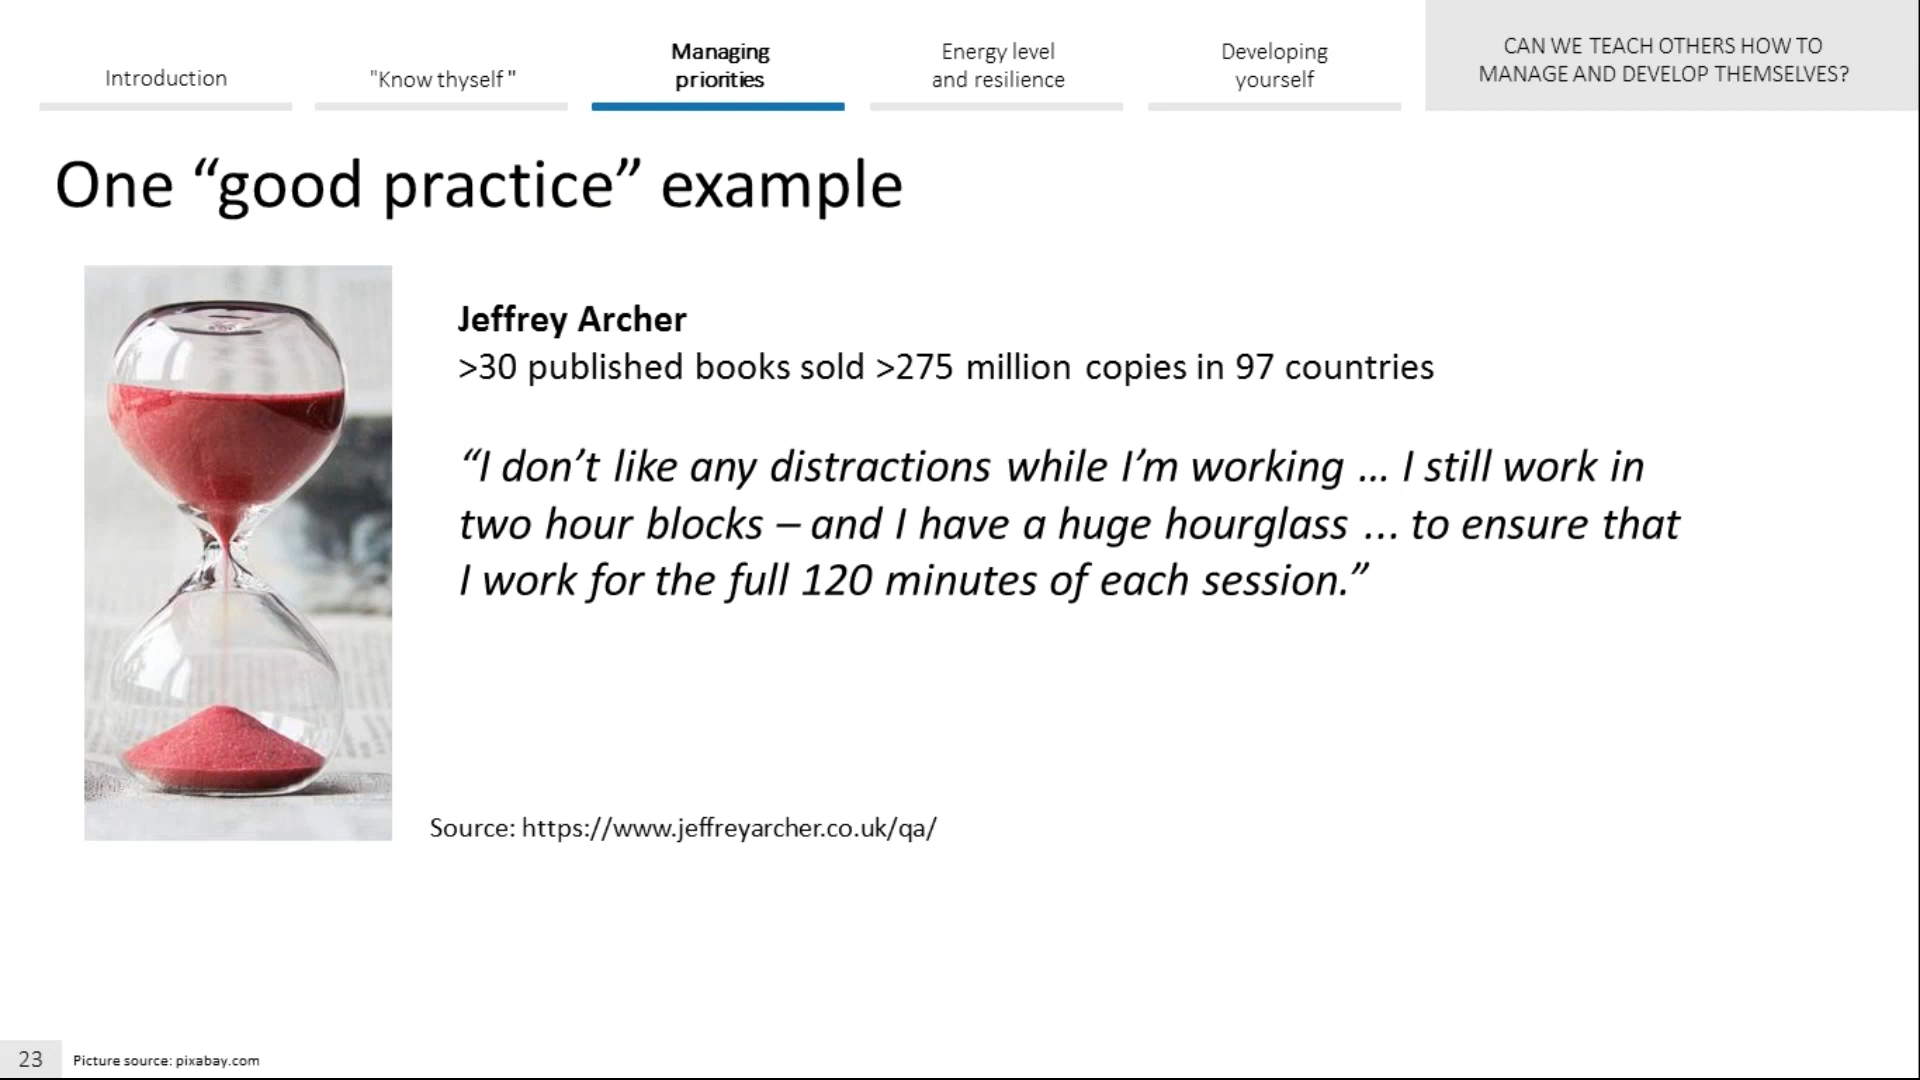 Introduction
"Know thyself"
Managing
priorities
Energy level
and resilience
Developing
yourself
CAN WE TEACH OTHERS HOW TO
MANAGE AND DEVELOP THEMSELVES?
One “good practice” example
Jeffrey Archer
>30 published books sold >275 million copies in 97 countries
“I don’t like any distractions while I’m working … I still work in
two hour blocks – and I have a huge hourglass ... to ensure that
I work for the full 120 minutes of each session.”
Source: https://www.jeffreyarcher.co.uk/qa/
23
Picture source: pixabay.com